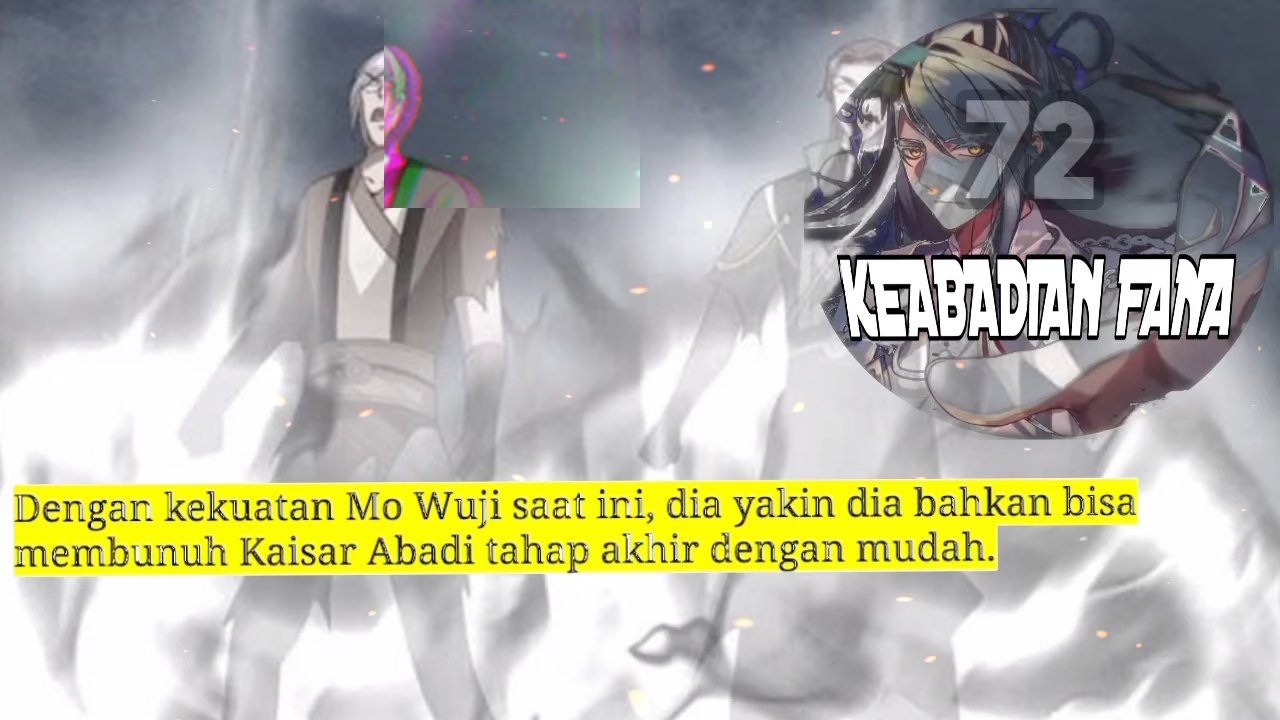 72
KEABADIAN FANA
Dengan kekuatan Mo Wuji saat ini, dia yakin dia bahkan bisa
membunuh Kaisar Abadi tahap akhir dengan mudah.